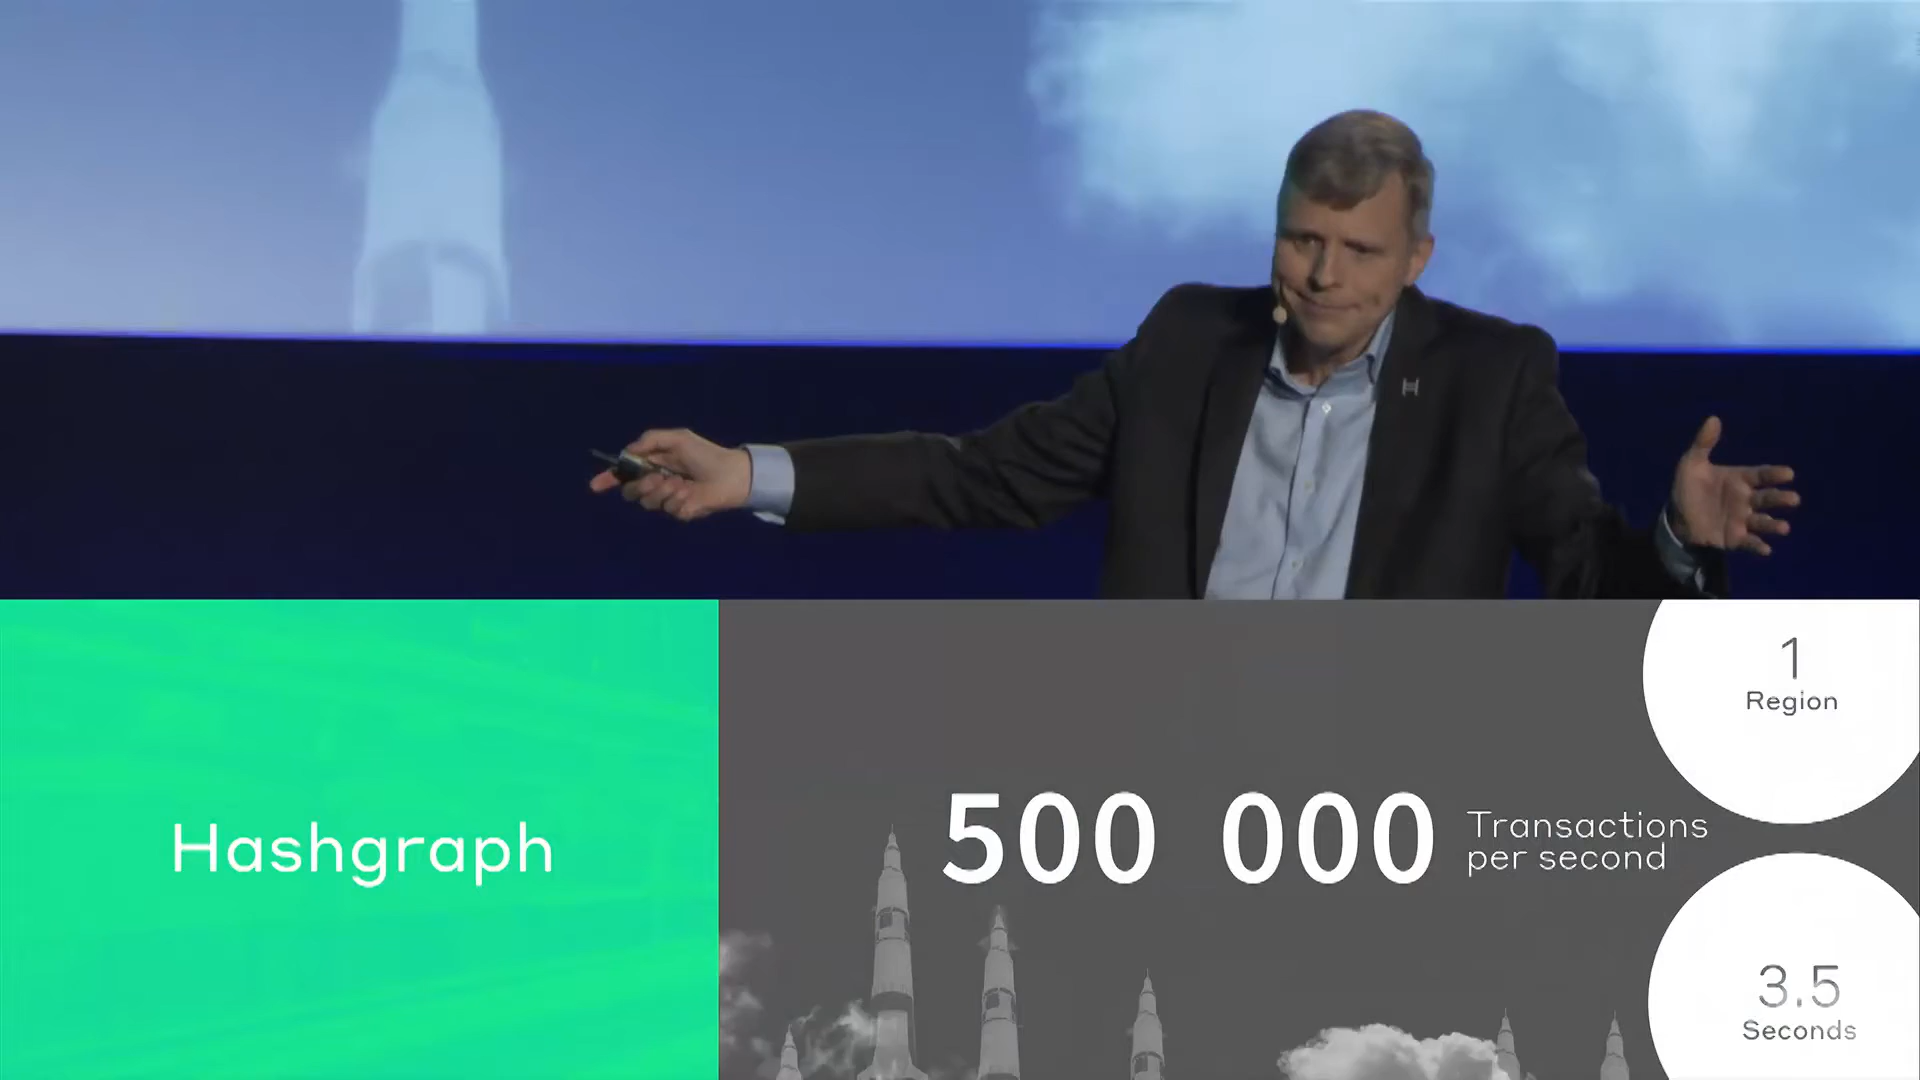 1
Region
Hashgraph
500 000
Transactions
per second
3.5
Seconds